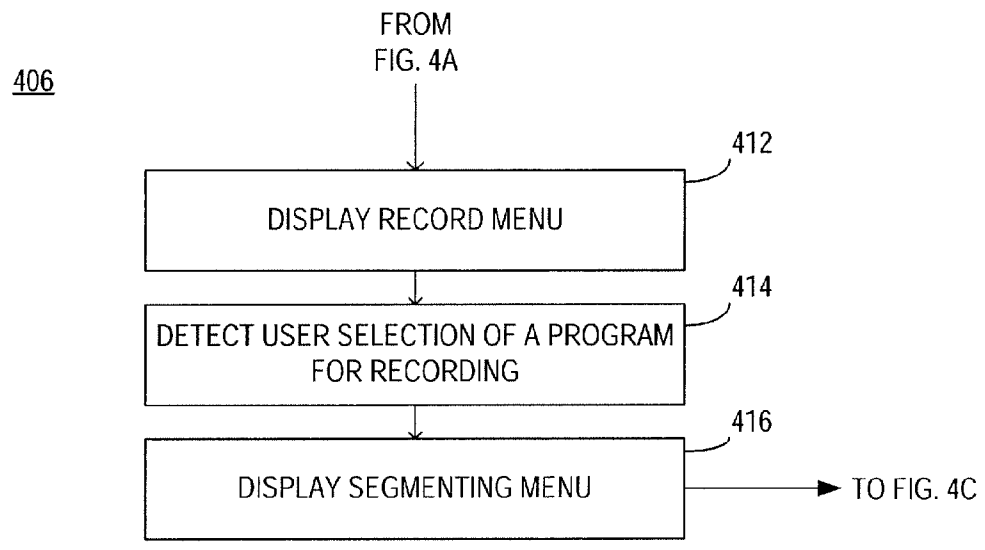 FROM
FIG. 4A
406
412
DISPLAY RECORD MENU
414
DETECT USER SELECTION OF A PROGRAM
FOR RECORDING
416
DISPLAY SEGMENTING MENU
TO FIG. 4C